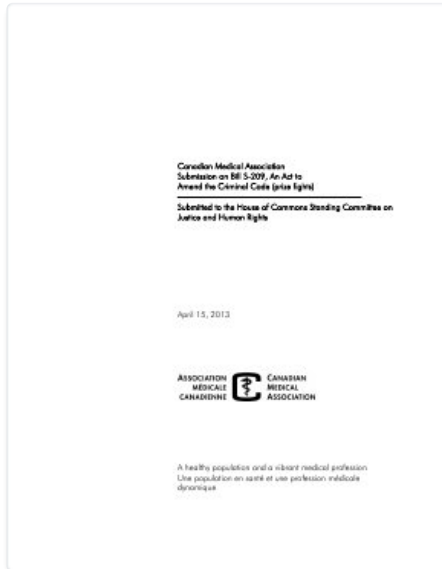 Canadian Medical Association
Submission on Bill S-209, An Act to
Amend the Criminal Code (prize fights)
Submitted to the House of Commons Standing Committee on
Justice and Human Rights
April 15, 2013
ASSOCIATION MÉDICALE CANADIENNE
CANADIAN MEDICAL ASSOCIATION
A healthy population and a vibrant medical profession
Une population en santé et une profession médicale
dynamique